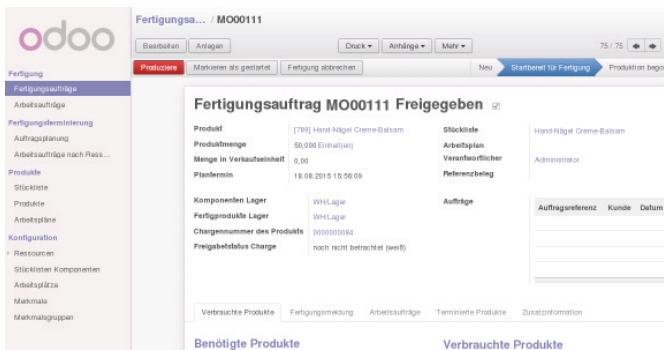 odoo
Fertigungsa... / MO00111
Bearbeiten Anlegen Druck Anhänge Mehr 75 / 75
Produziere Markieren als gestartet Fertigung abbrechen Neu Startbereit für Fertigung Produktion bego
Fertigung
Fertigungsaufträge
Arbeitsaufträge
Fertigungsterminierung
Auftragsplanung
Arbeitsaufträge nach Ress...
Produkte
Stückliste
Produkte
Arbeitspläne
Konfiguration
Ressourcen
Stücklisten Komponenten
Arbeitsplätze
Merkmale
Merkmalsgruppen
Fertigungsauftrag MO00111 Freigegeben
Produkt [789] Hand-Nägel Creme-Balsam
Produktmenge 50,000 Einheit(en)
Menge in Verkaufseinheit 0,00
Plantermin 18.08.2015 15:56:09
Stückliste Hand-Nägel Creme-Balsam
Arbeitsplan
Verantwortlicher Administrator
Referenzbeleg
Komponenten Lager WH/Lager
Fertigprodukte Lager WH/Lager
Chargennummer des Produkts 0000000084
Freigabestatus Charge noch nicht betrachtet (weiß)
Aufträge
Auftragsreferenz Kunde Datum
Verbrauchte Produkte Fertigungsmeldung Arbeitsaufträge Terminierte Produkte Zusatzinformation
Benötigte Produkte Verbrauchte Produkte